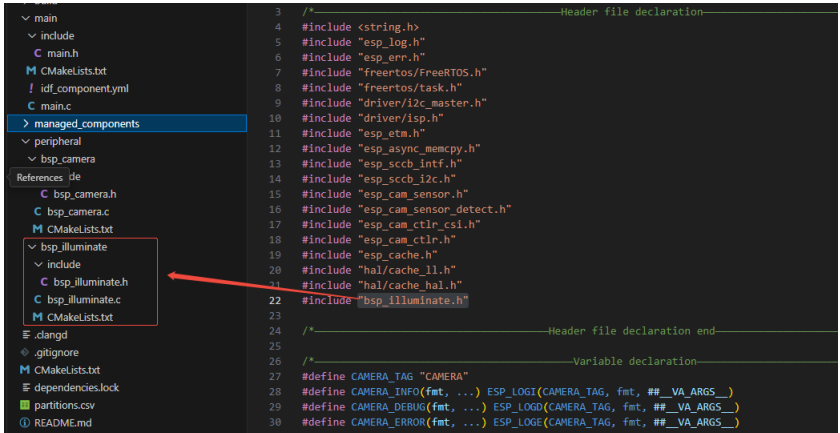 main
include
C main.h
M CMakeLists.txt
! idf_component.yml
C main.c
managed_components
peripheral
bsp_camera
References
de
C bsp_camera.h
C bsp_camera.c
M CMakeLists.txt
bsp_illuminate
include
C bsp_illuminate.h
C bsp_illuminate.c
M CMakeLists.txt
.clangd
.gitignore
M CMakeLists.txt
dependencies.lock
partitions.csv
README.md
3 /*—Header file declaration—
4 #include <string.h>
5 #include "esp_log.h"
6 #include "esp_err.h"
7 #include "freertos/FreeRTOS.h"
8 #include "freertos/task.h"
9 #include "driver/i2c_master.h"
10 #include "driver/isp.h"
11 #include "esp_etm.h"
12 #include "esp_async_memcpy.h"
13 #include "esp_sccb_intf.h"
14 #include "esp_sccb_i2c.h"
15 #include "esp_cam_sensor.h"
16 #include "esp_cam_sensor_detect.h"
17 #include "esp_cam_ctlr_csi.h"
18 #include "esp_cam_ctlr.h"
19 #include "esp_cache.h"
20 #include "hal/cache_ll.h"
21 #include "hal/cache_hal.h"
22 #include "bsp_illuminate.h"
23
24 /*—Header file declaration end—
25
26 /*—Variable declaration—
27 #define CAMERA_TAG "CAMERA"
28 #define CAMERA_INFO(fmt, ...) ESP_LOGI(CAMERA_TAG, fmt, ##__VA_ARGS__)
29 #define CAMERA_DEBUG(fmt, ...) ESP_LOGD(CAMERA_TAG, fmt, ##__VA_ARGS__)
30 #define CAMERA_ERROR(fmt, ...) ESP_LOGE(CAMERA_TAG, fmt, ##__VA_ARGS__)